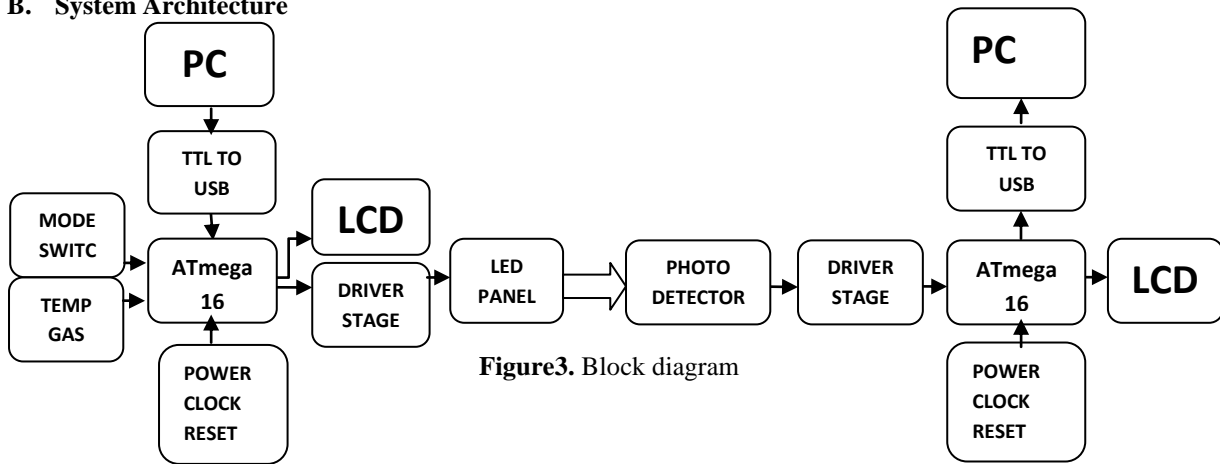 B. System Architecture
PC
TTL TO
USB
MODE
SWITC
TEMP
GAS
ATmega
16
POWER
CLOCK
RESET
LCD
DRIVER
STAGE
LED
PANEL
PHOTO
DETECTOR
DRIVER
STAGE
PC
TTL TO
USB
ATmega
16
LCD
POWER
CLOCK
RESET
Figure3. Block diagram